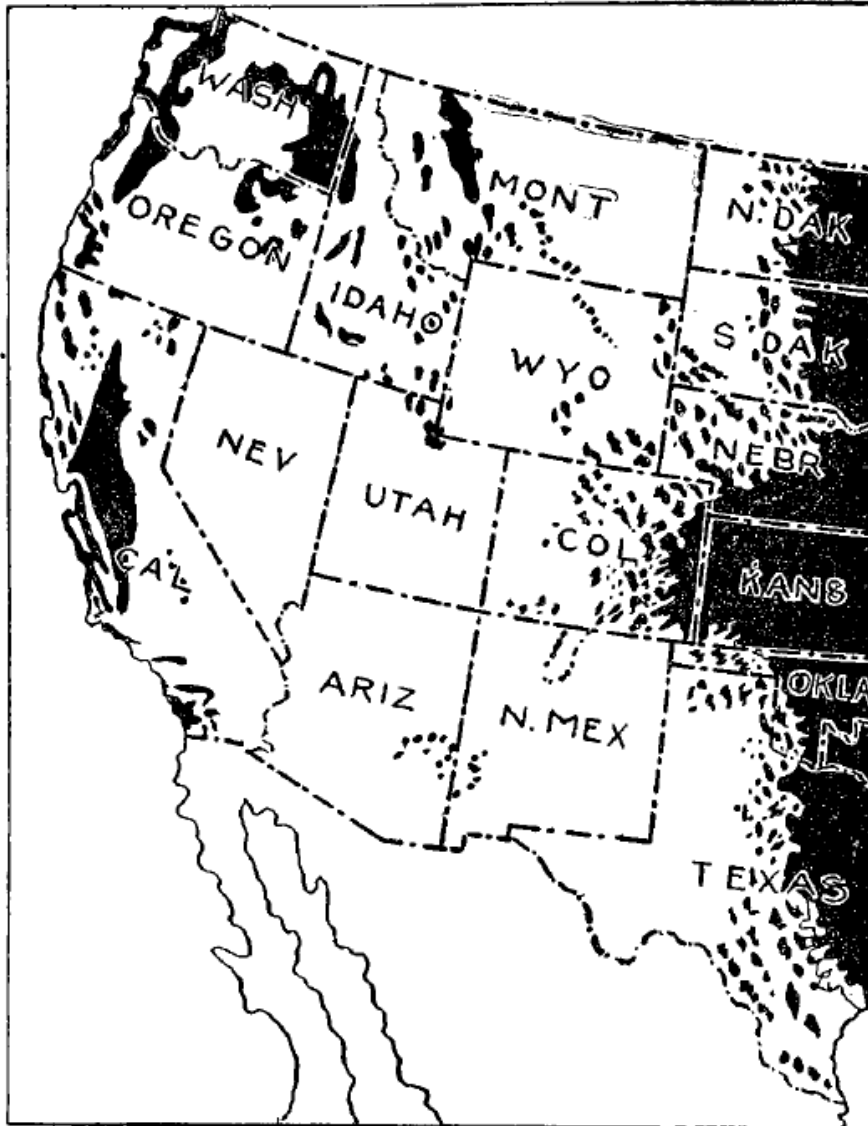 WASH
MONT
N. DAK
OREGON
IDAHO
WYO
S DAK
NEBR
NEV
UTAH
COL
KANS
CAL
ARIZ
N. MEX
OKLA
TEXAS